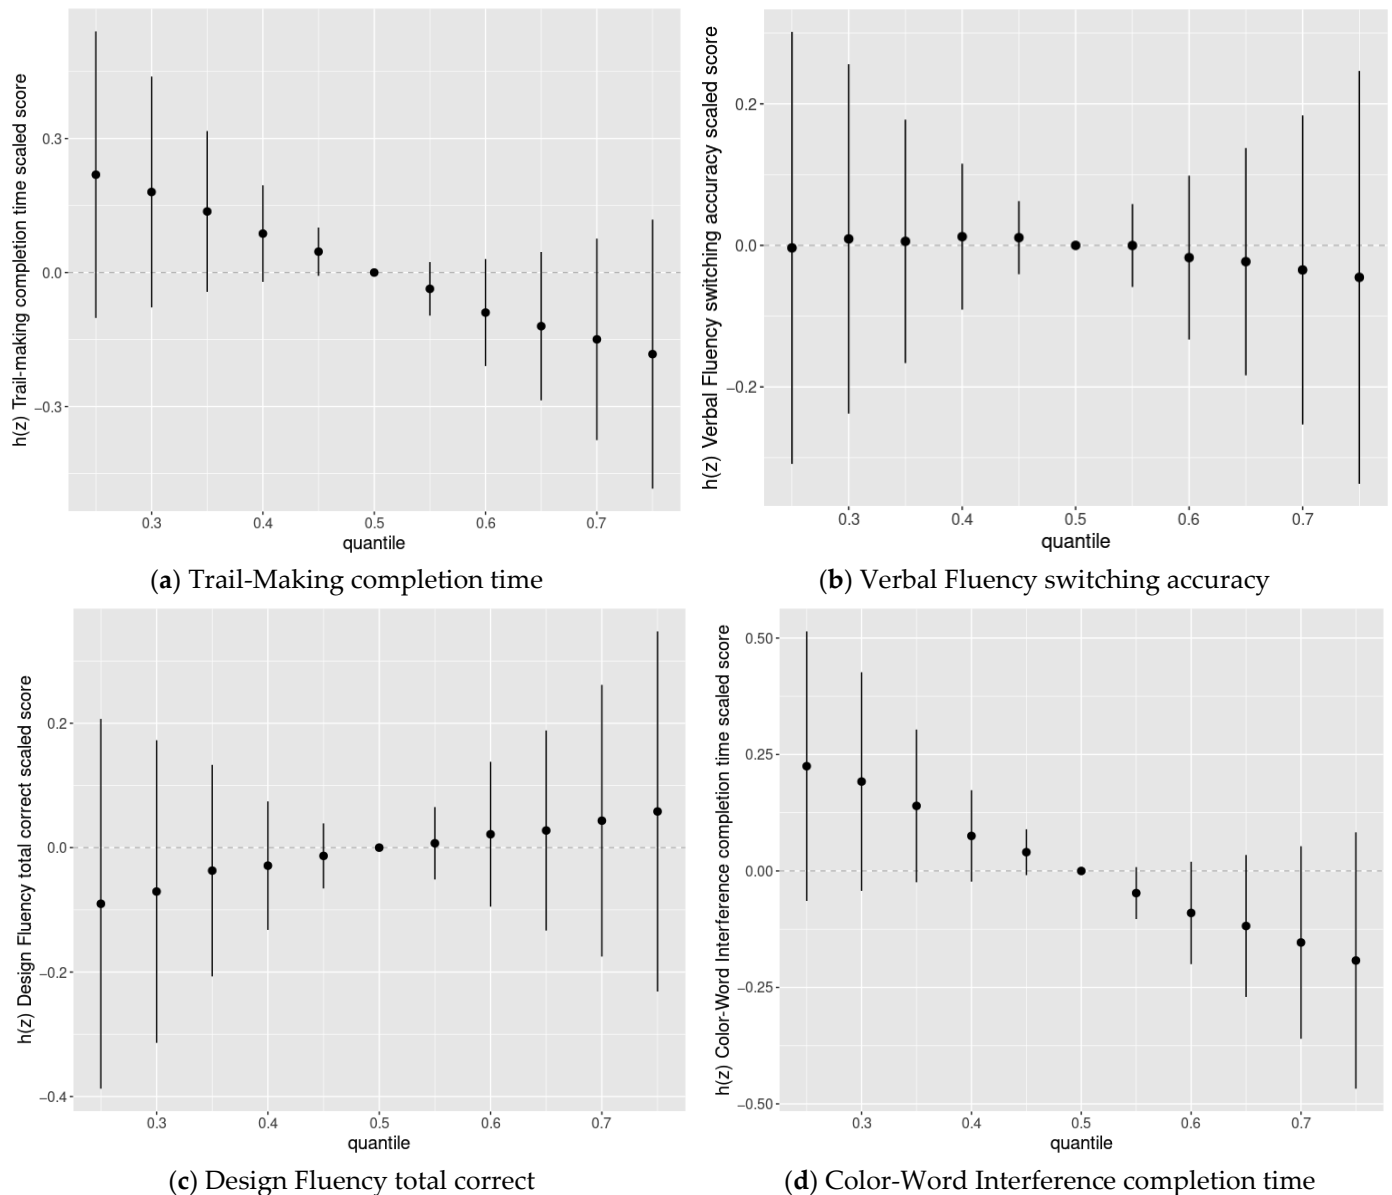 h(z) Trail-making completion time scaled score
0.3
0.0
−0.3
0.3 0.4 0.5 0.6 0.7
quantile
(a) Trail-Making completion time
h(z) Verbal Fluency switching accuracy scaled score
0.2
0.0
−0.2
0.3 0.4 0.5 0.6 0.7
quantile
(b) Verbal Fluency switching accuracy
h(z) Design Fluency total correct scaled score
0.2
0.0
−0.2
−0.4
0.3 0.4 0.5 0.6 0.7
quantile
(c) Design Fluency total correct
h(z) Color-Word Interference completion time scaled score
0.50
0.25
0.00
−0.25
−0.50
0.3 0.4 0.5 0.6 0.7
quantile
(d) Color-Word Interference completion time